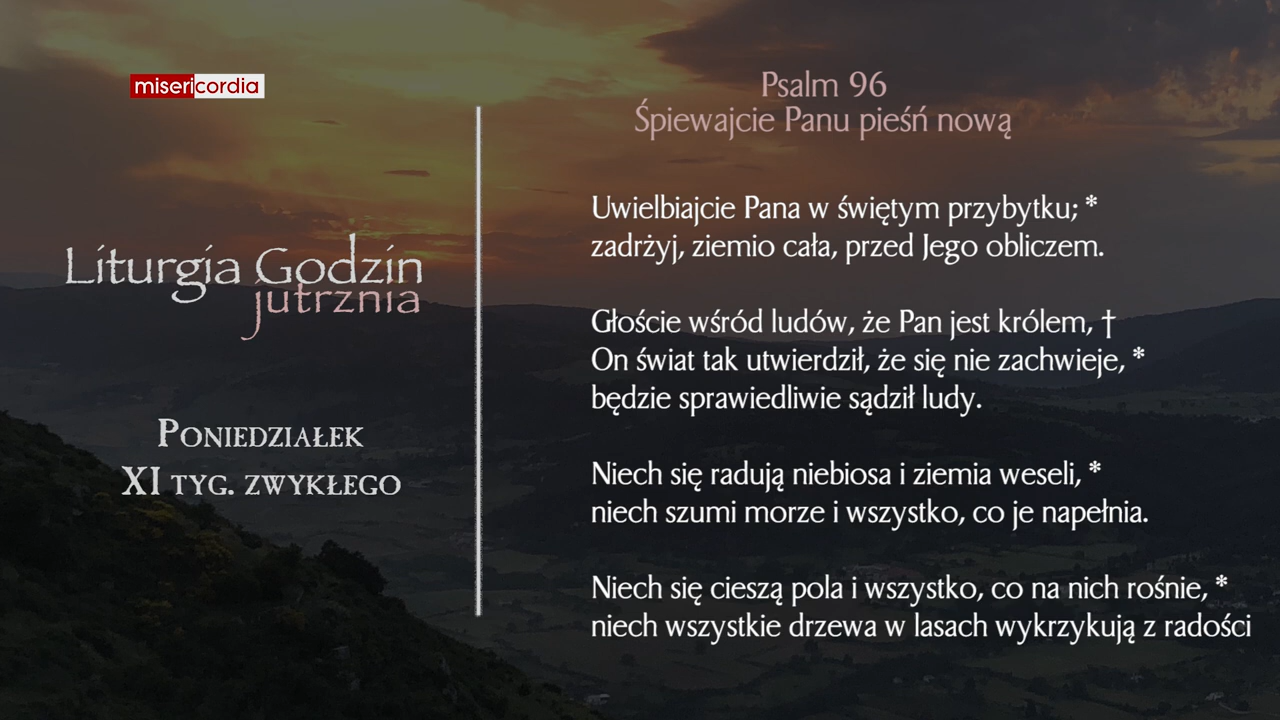 misericordia
Liturgia Godzin
jutrznia
Poniedziałek
XI tyg. zwykłego
Psalm 96
Śpiewajcie Panu pieśń nową
Uwielbiajcie Pana w świętym przybytku; *
zadrżyj, ziemio cała, przed Jego obliczem.
Głoście wśród ludów, że Pan jest królem, †
On świat tak utwierdził, że się nie zachwieje, *
będzie sprawiedliwie sądził ludy.
Niech się radują niebiosa i ziemia weseli, *
niech szumi morze i wszystko, co je napełnia.
Niech się cieszą pola i wszystko, co na nich rośnie, *
niech wszystkie drzewa w lasach wykrzykują z radości